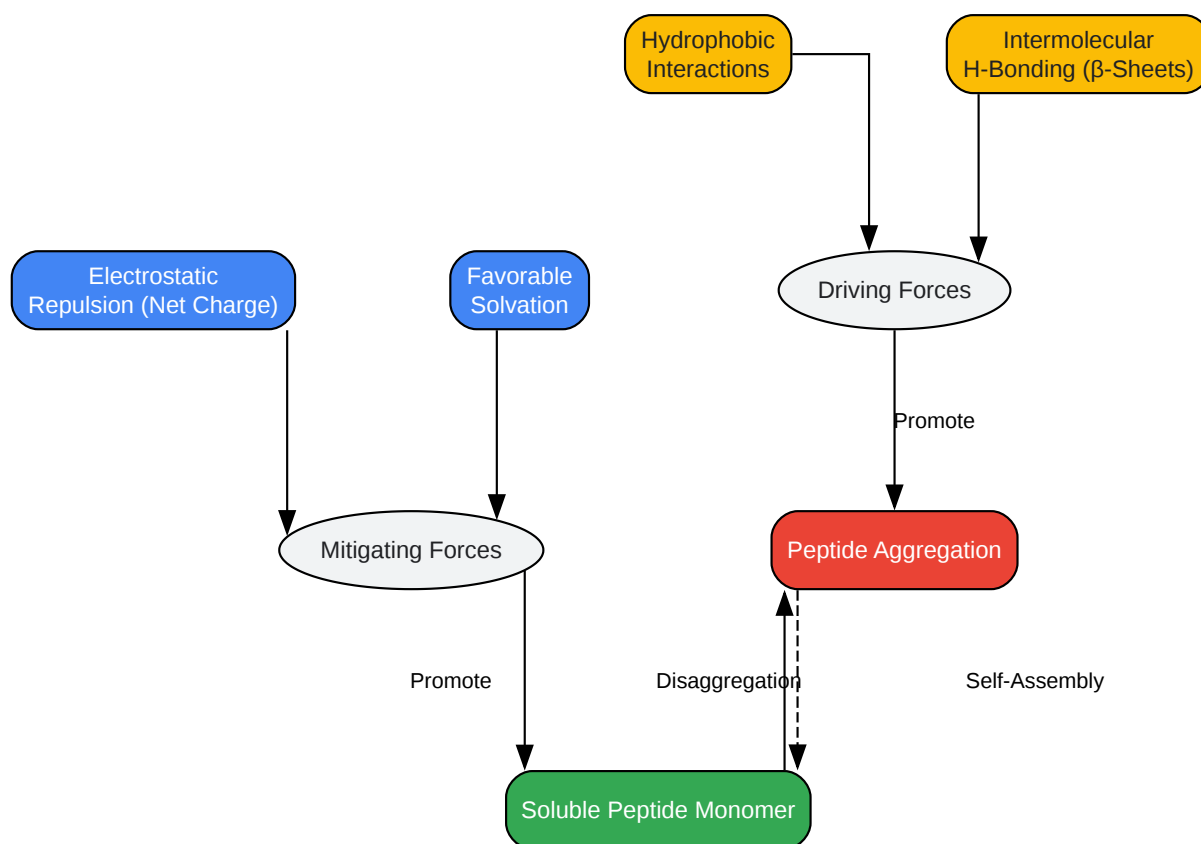 Hydrophobic
Interactions
Intermolecular
H-Bonding (β-Sheets)
Electrostatic
Repulsion (Net Charge)
Favorable
Solvation
Driving Forces
Promote
Mitigating Forces
Peptide Aggregation
Promote
Disaggregation
Self-Assembly
Soluble Peptide Monomer